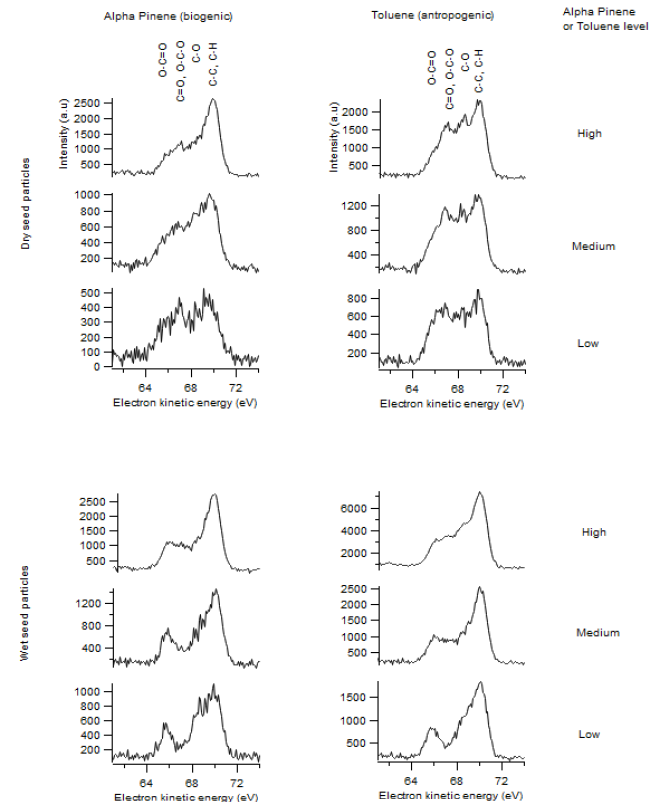 Alpha Pinene (biogenic)
Toluene (antropogenic)
Alpha Pinene
or Toluene level
O-C=O
C=O, O-C-O
C-O
C-C, C-H
O-C=O
C=O, O-C-O
C-O
C-C, C-H
Dry seed particles
Intensity (a.u)
2500
2000
1500
1000
500
Intensity (a.u)
2000
1500
1000
500
High
1000
800
600
400
200
1200
800
400
Medium
500
400
300
200
100
0
800
600
400
200
Low
64
68
72
Electron kinetic energy (eV)
64
68
72
Electron kinetic energy (eV)
Wet seed particles
2500
2000
1500
1000
500
6000
4000
2000
High
1200
800
400
2500
2000
1500
1000
500
Medium
1000
800
600
400
200
1500
1000
500
Low
64
68
72
Electron kinetic energy (eV)
64
68
72
Electron kinetic energy (eV)